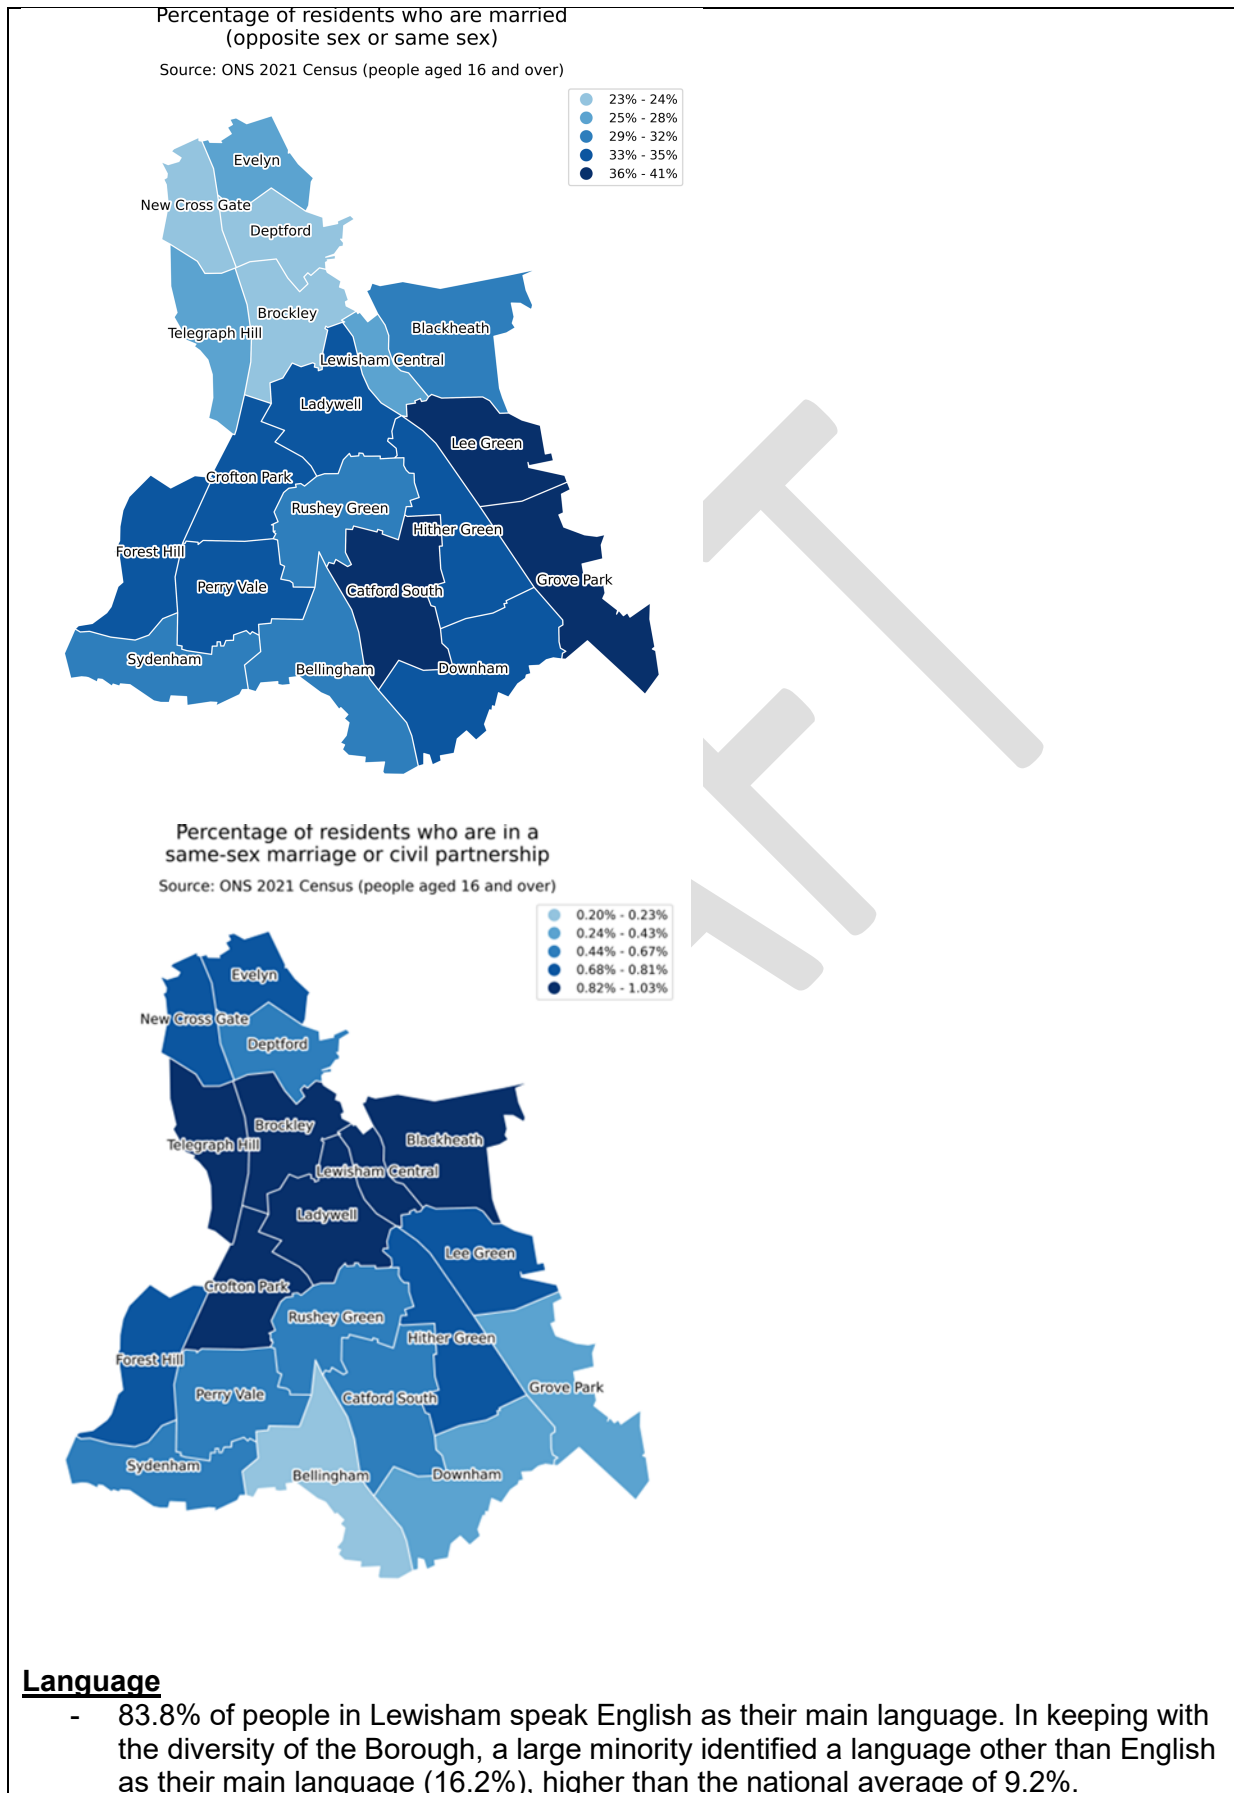 Percentage of residents who are married
(opposite sex or same sex)
Source: ONS 2021 Census (people aged 16 and over)
23% - 24%
25% - 28%
29% - 32%
33% - 35%
36% - 41%
Evelyn
New Cross Gate
Deptford
Brockley
Telegraph Hill
Blackheath
Lewisham Central
Ladywell
Lee Green
Crofton Park
Rushey Green
Hither Green
Forest Hill
Perry Vale
Catford South
Grove Park
Sydenham
Bellingham
Downham
Percentage of residents who are in a
same-sex marriage or civil partnership
Source: ONS 2021 Census (people aged 16 and over)
0.20% - 0.23%
0.24% - 0.43%
0.44% - 0.67%
0.68% - 0.81%
0.82% - 1.03%
Evelyn
New Cross Gate
Deptford
Brockley
Telegraph Hill
Blackheath
Lewisham Central
Ladywell
Lee Green
Crofton Park
Rushey Green
Hither Green
Forest Hill
Perry Vale
Catford South
Grove Park
Sydenham
Bellingham
Downham
Language
- 83.8% of people in Lewisham speak English as their main language. In keeping with
the diversity of the Borough, a large minority identified a language other than English
as their main language (16.2%), higher than the national average of 9.2%.